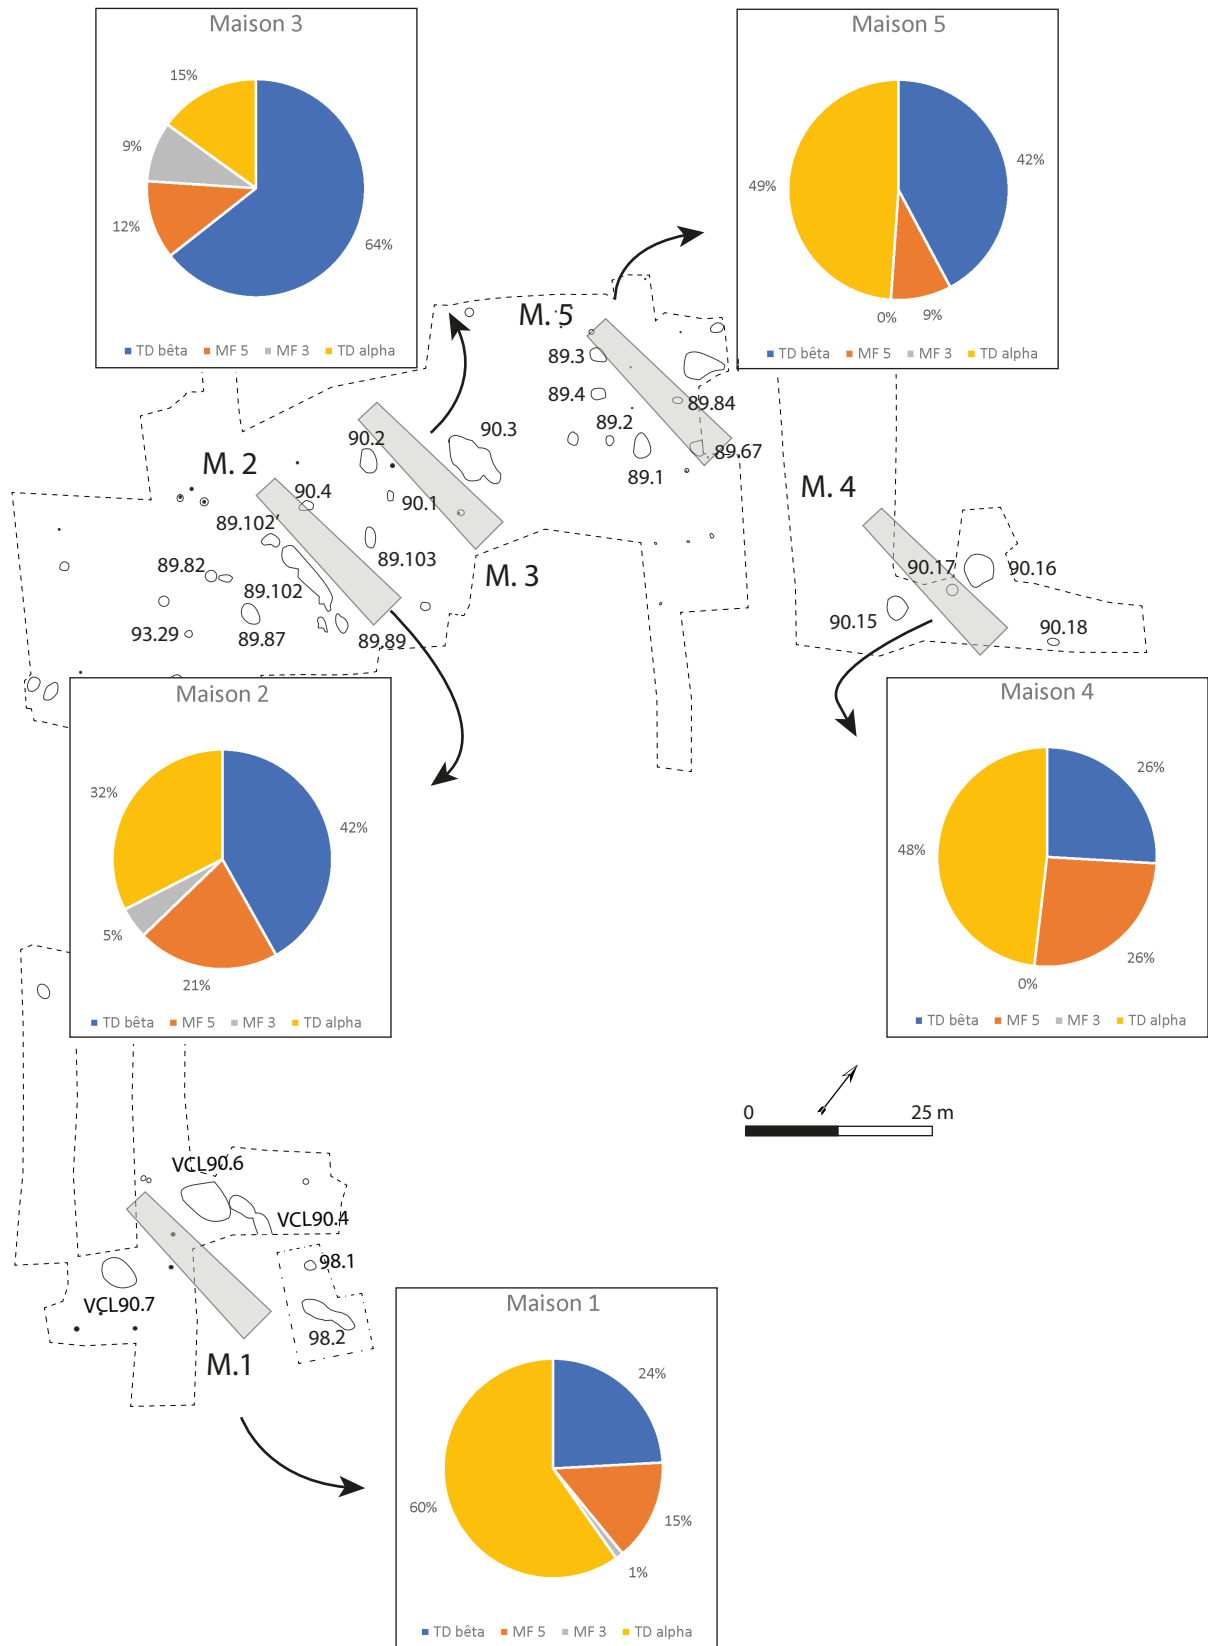 Maison 3
15%
9%
12%
64%
TD bêta MF 5 MF 3 TD alpha
Maison 5
42%
49%
0%
9%
TD bêta MF 5 MF 3 TD alpha
M. 5
89.3
89.4
89.84
89.2
89.67
89.1
90.2
90.3
M. 2
90.4
90.1
M. 4
89.102'
89.103
M. 3
89.82
89.102
90.17
90.16
90.15
93.29
89.87
89.89
90.18
Maison 2
32%
42%
5%
21%
TD bêta MF 5 MF 3 TD alpha
Maison 4
26%
48%
26%
0%
TD bêta MF 5 MF 3 TD alpha
0 25 m
VCL90.6
VCL90.4
98.1
VCL90.7
98.2
M.1
Maison 1
24%
60%
15%
1%
TD bêta MF 5 MF 3 TD alpha